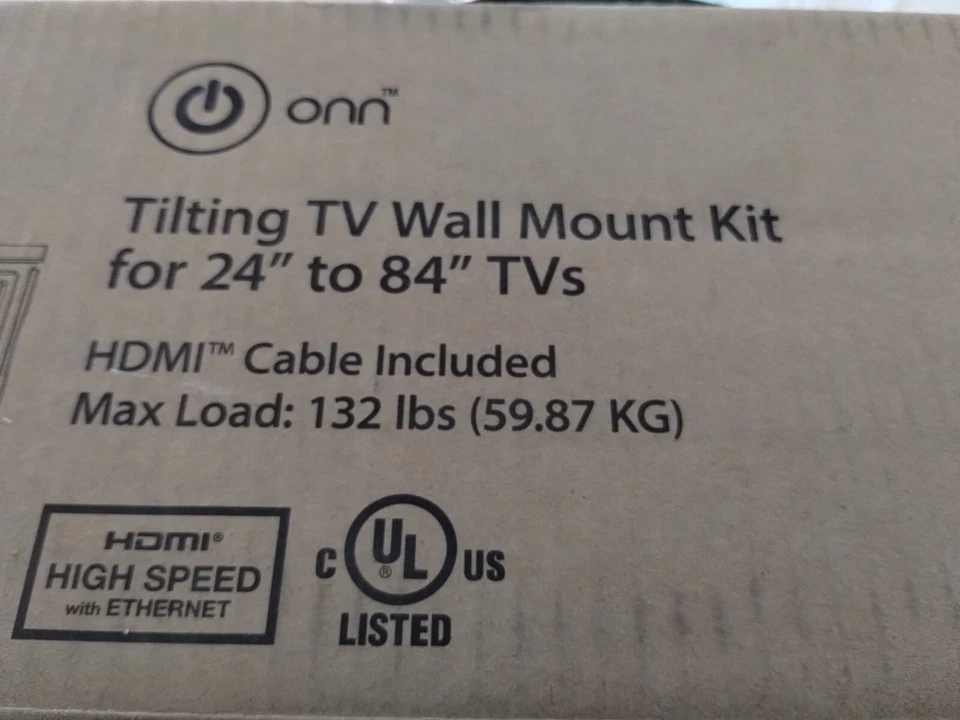 onn™
Tilting TV Wall Mount Kit
for 24” to 84” TVs
HDMI™ Cable Included
Max Load: 132 lbs (59.87 KG)
HDMI®
HIGH SPEED
with ETHERNET
C UL® US
LISTED